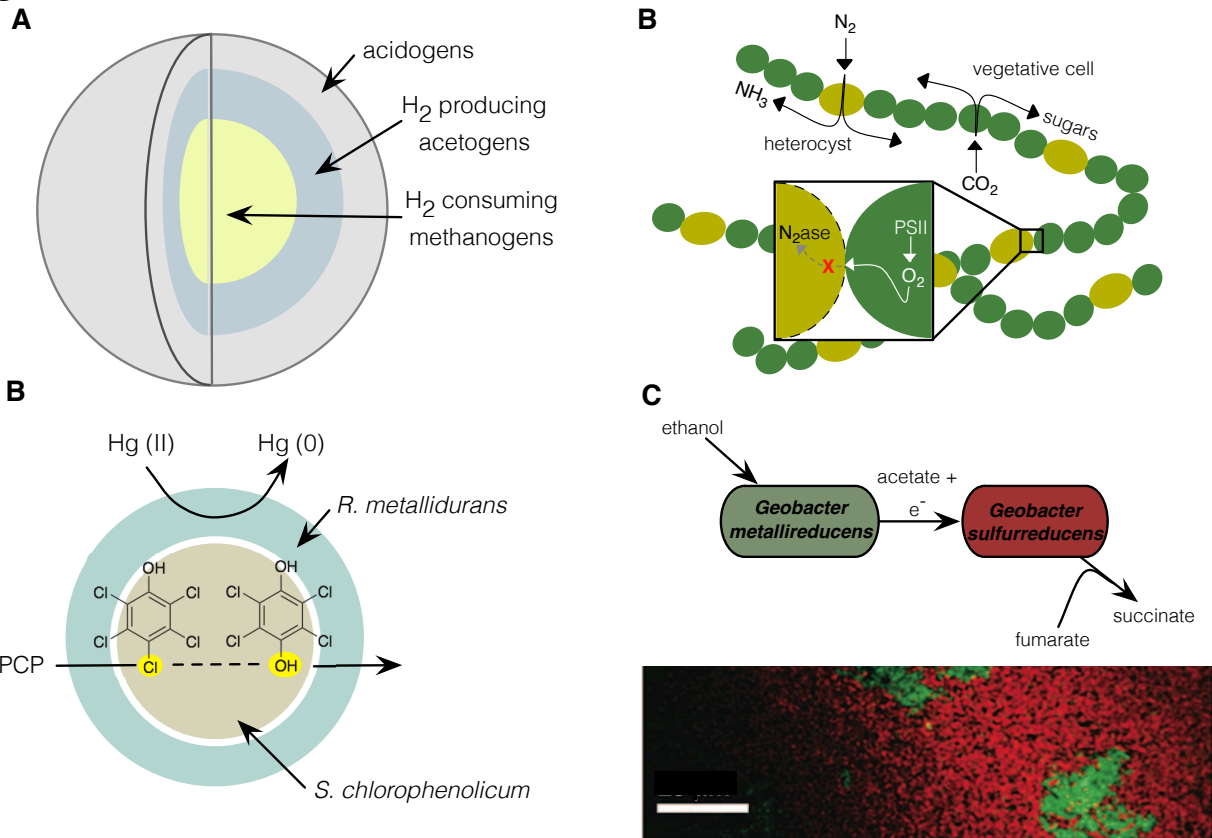 A
acidogens
H2 producing
acetogens
H2 consuming
methanogens
B
N2
vegetative cell
NH3
sugars
heterocyst
CO2
N2ase
X
PSII
O2
B
Hg (II)
Hg (0)
R. metallidurans
OH
OH
Cl
Cl
Cl
Cl
Cl
Cl
Cl
Cl
PCP
Cl
OH
S. chlorophenolicum
C
ethanol
acetate +
e-
Geobacter
metallireducens
Geobacter
sulfurreducens
succinate
fumarate